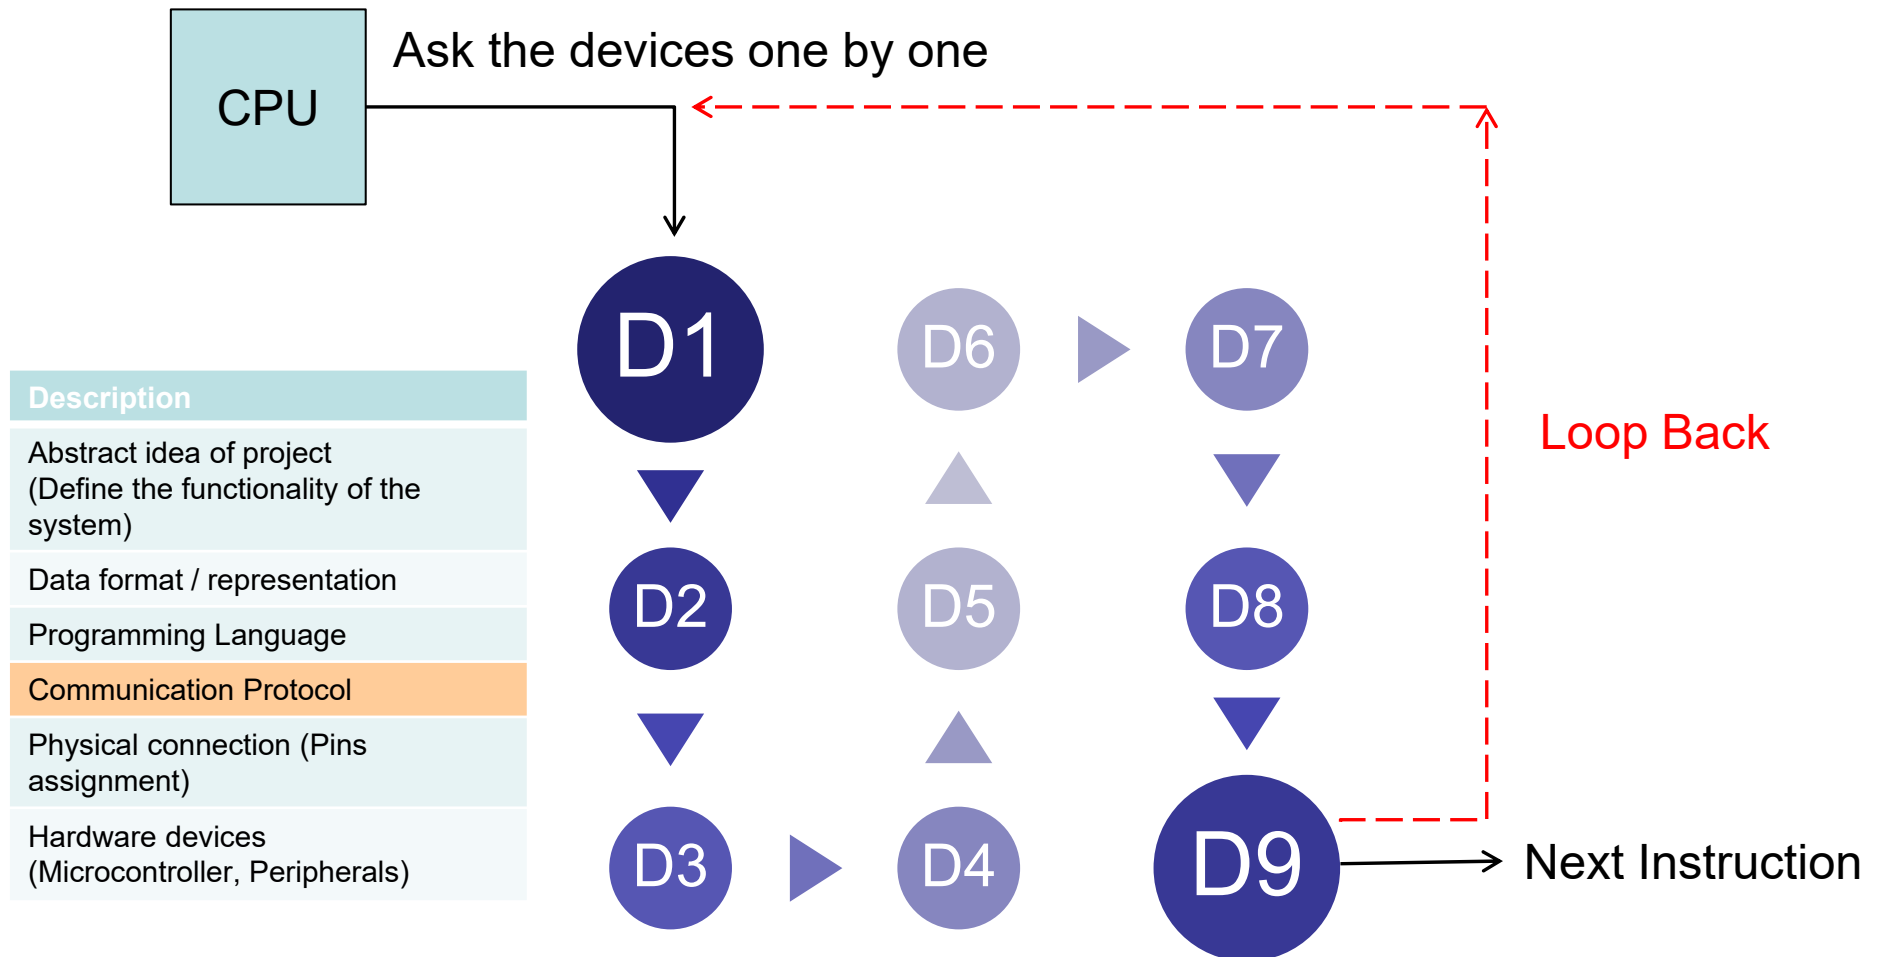 Ask the devices one by one
CPU
D1
D6
D7
Description
Loop Back
Abstract idea of project
(Define the functionality of the
system)
Data format / representation
D2
D5
D8
Programming Language
Communication Protocol
Physical connection (Pins
assignment)
Hardware devices
(Microcontroller, Peripherals)
D3
D4
D9
Next Instruction